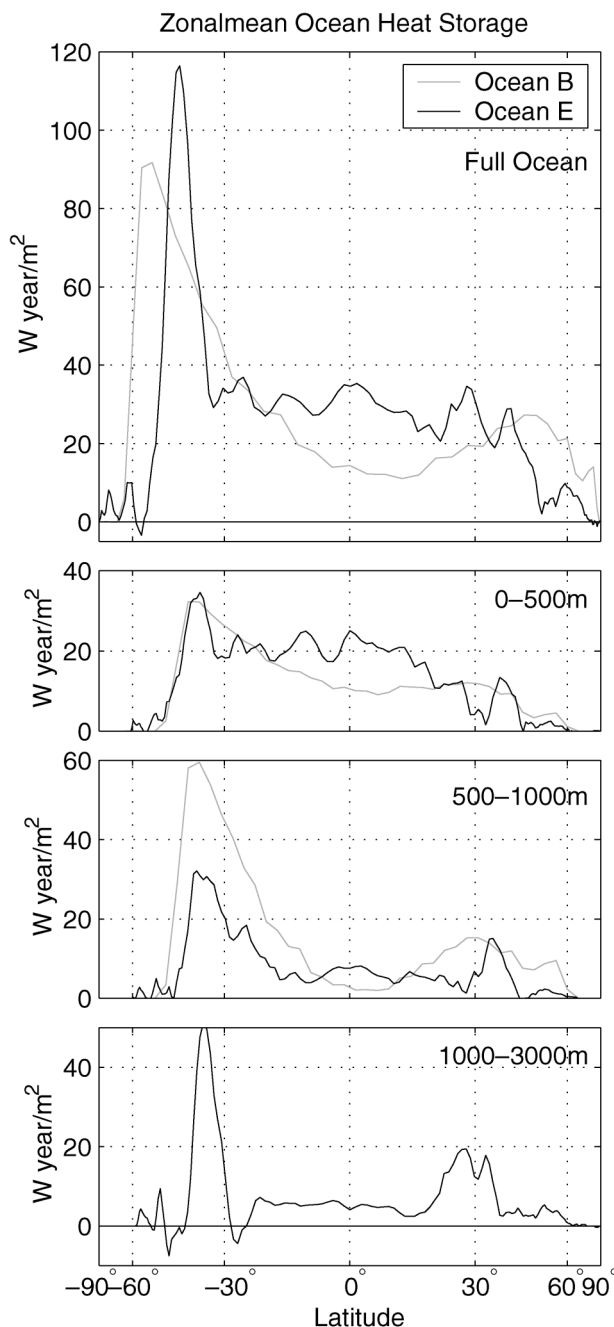 Zonalmean Ocean Heat Storage
120
100
80
60
40
20
0
W year/m²
Ocean B
Ocean E
Full Ocean
40
20
0
W year/m²
0–500m
60
40
20
0
W year/m²
500–1000m
40
20
0
W year/m²
1000–3000m
–90° –60° –30° 0° 30° 60° 90°
Latitude